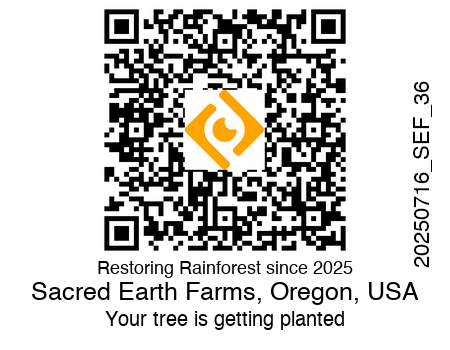 Restoring Rainforest since 2025
Sacred Earth Farms, Oregon, USA
Your tree is getting planted
20250716_SEF_36